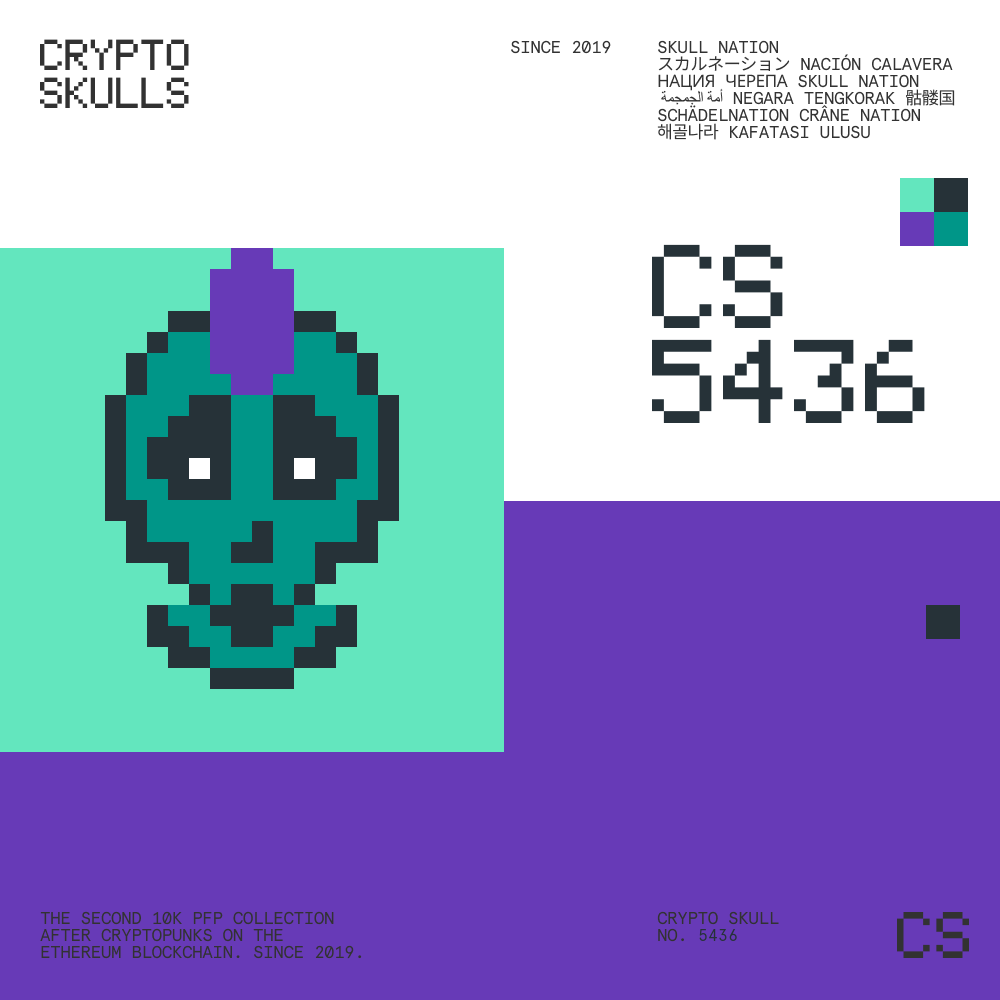 CRYPTO
SKULLS
SINCE 2019
SKULL NATION
スカルネーション NACIÓN CALAVERA
НАЦИЯ ЧЕРЕПА SKULL NATION
أمة الجمجمة NEGARA TENGKORAK 骷髅国
SCHÄDELNATION CRÂNE NATION
해골나라 KAFATASI ULUSU
CS
5436
THE SECOND 10K PFP COLLECTION
AFTER CRYPTOPUNKS ON THE
ETHEREUM BLOCKCHAIN. SINCE 2019.
CRYPTO SKULL
NO. 5436
CS